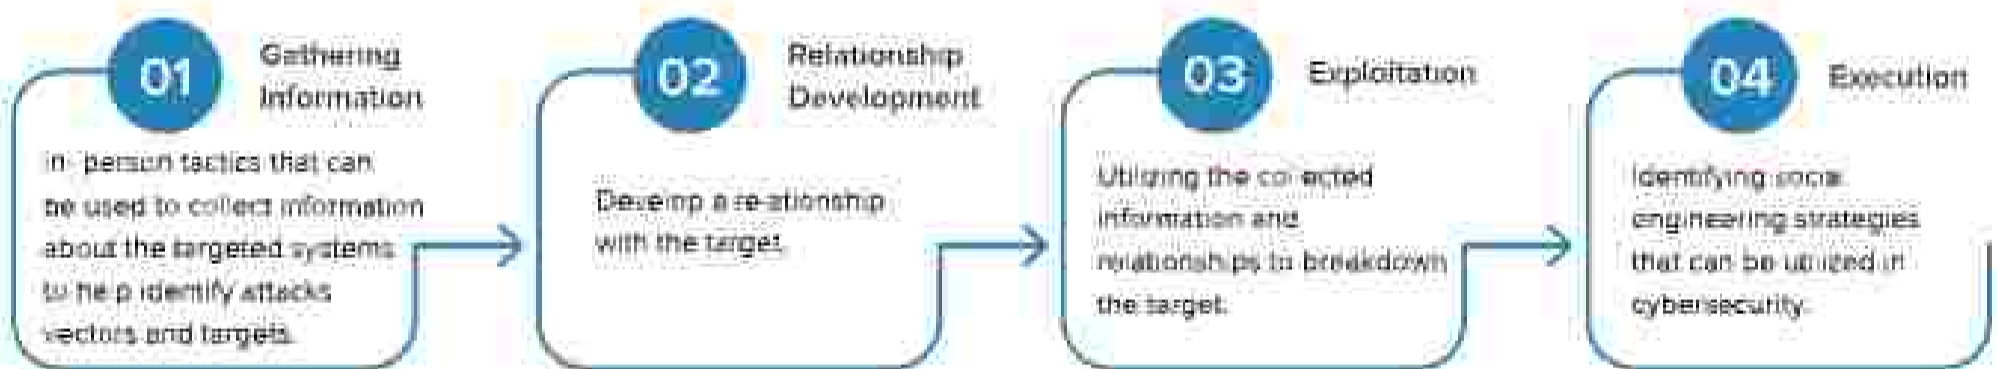 01
Gathering
Information
in- person tactics that can
be used to collect information
about the targeted systems
to help identify attacks
vectors and targets.
02
Relationship
Development
Develop a relationship
with the target.
03
Exploitation
Utilizing the collected
information and
relationships to breakdown
the target.
04
Execution
Identifying social
engineering strategies
that can be utilized in
cybersecurity.